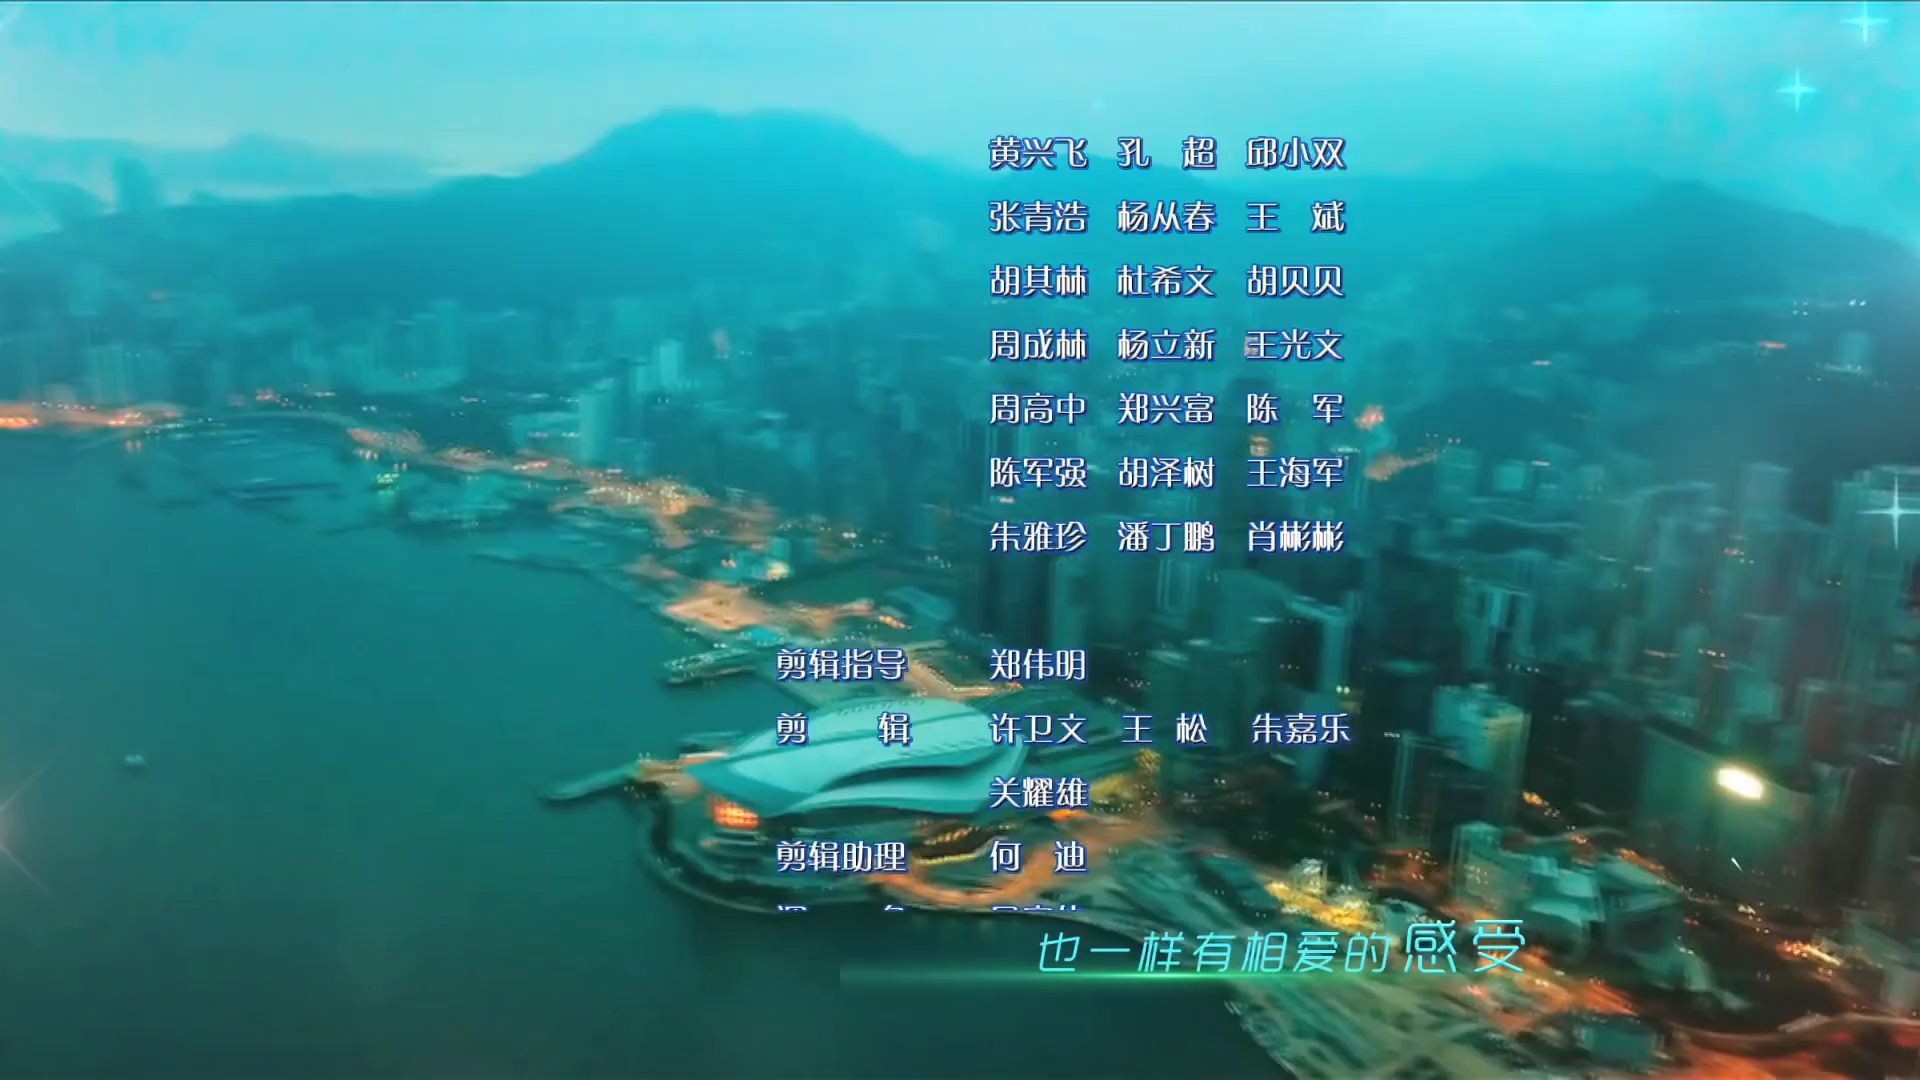 黄兴飞 孔 超 邱小双
张青浩 杨从春 王 斌
胡其林 杜希文 胡贝贝
周成林 杨立新 王光文
周高中 郑兴富 陈 军
陈军强 胡泽树 王海军
朱雅珍 潘丁鹏 肖彬彬
剪辑指导 郑伟明
剪 辑 许卫文 王 松 朱嘉乐
关耀雄
剪辑助理 何 迪
也一样有相爱的感受